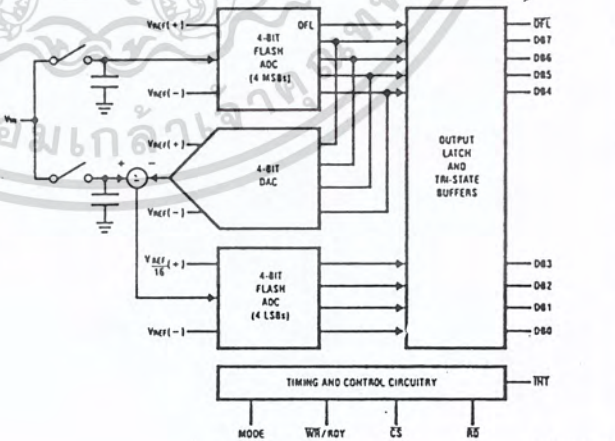 VREF(+)
OFL
4-BIT
FLASH
ADC
(4 MSBs)
VREF(−)
OFL
DB7
DB6
DB5
DB4
VIN
VREF(+)
4-BIT
DAC
VREF(−)
+
−
Σ
OUTPUT
LATCH
AND
TRI-STATE
BUFFERS
VREF/16(+)
4-BIT
FLASH
ADC
(4 LSBs)
VREF(−)
DB3
DB2
DB1
DB0
TIMING AND CONTROL CIRCUITRY
INT
MODE
WR/RDY
CS
RD